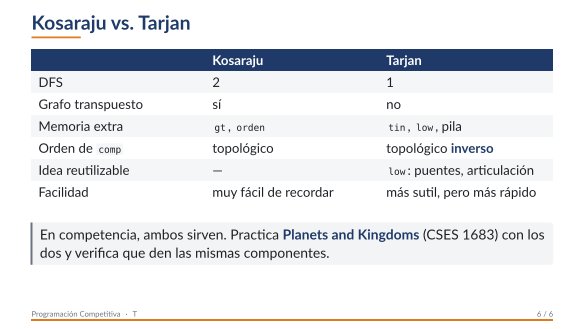 Kosaraju vs. Tarjan
Kosaraju Tarjan
DFS 2 1
Grafo transpuesto sí no
Memoria extra gt, orden tin, low, pila
Orden de comp topológico topológico inverso
Idea reutilizable — low: puentes, articulación
Facilidad muy fácil de recordar más sutil, pero más rápido
En competencia, ambos sirven. Practica Planets and Kingdoms (CSES 1683) con los
dos y verifica que den las mismas componentes.
Programación Competitiva · T 6 / 6